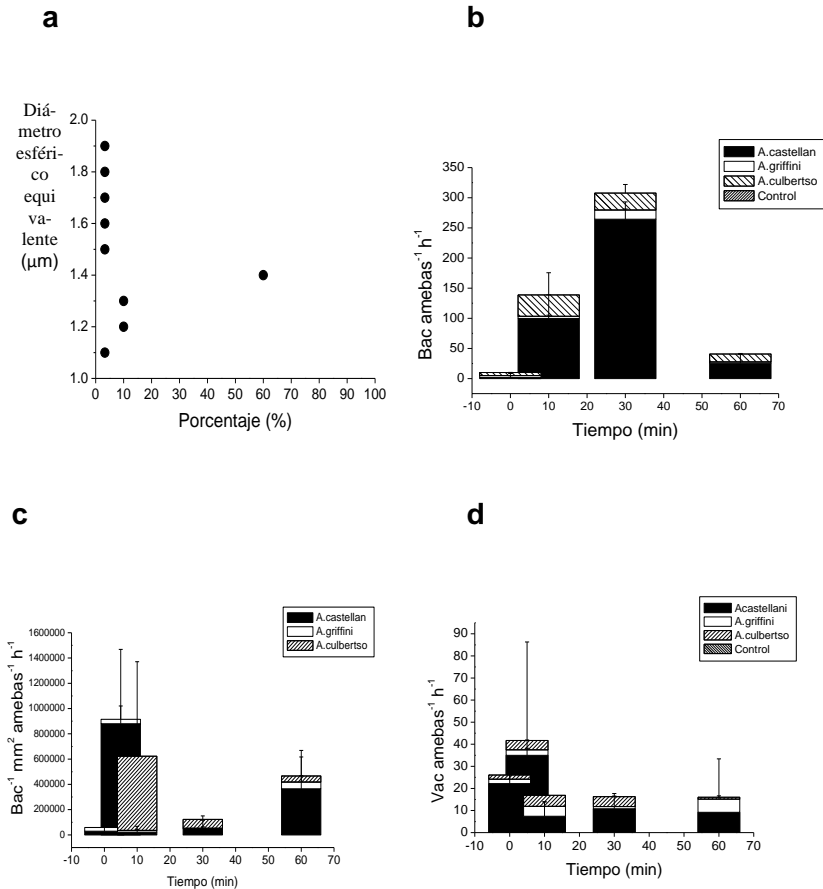 a
Diá-
metro
esféri-
co
equi
va-
lente
(μm)
2.0
1.8
1.6
1.4
1.2
1.0
0 10 20 30 40 50 60 70 80 90 100
Porcentaje (%)
b
A.castellan
A.griffini
A.culbertso
Control
Bac amebas⁻¹ h⁻¹
350
300
250
200
150
100
50
0
-10 0 10 20 30 40 50 60 70
Tiempo (min)
c
A.castellan
A.griffini
A.culbertso
Bac⁻¹ mm² amebas⁻¹ h⁻¹
1600000
1400000
1200000
1000000
800000
600000
400000
200000
0
-10 0 10 20 30 40 50 60 70
Tiempo (min)
d
Acastellani
A.griffini
A.culbertso
Control
Vac amebas⁻¹ h⁻¹
90
80
70
60
50
40
30
20
10
0
-10 0 10 20 30 40 50 60 70
Tiempo (min)